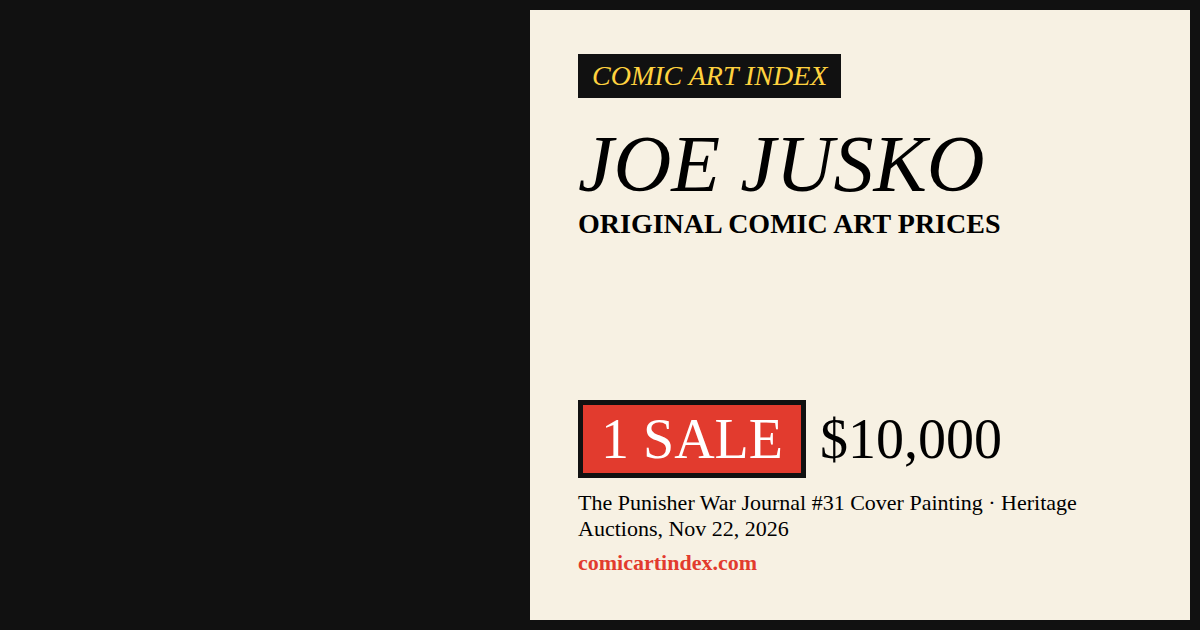 COMIC ART INDEX
JOE JUSKO
ORIGINAL COMIC ART PRICES
1 SALE $10,000
The Punisher War Journal #31 Cover Painting · Heritage
Auctions, Nov 22, 2026
comicartindex.com